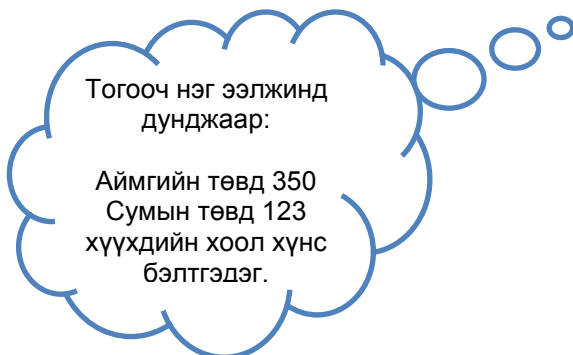 Тогооч нэг ээлжинд
дунджаар:
Аймгийн төвд 350
Сумын төвд 123
хүүхдийн хоол хүнс
бэлтгэдэг.